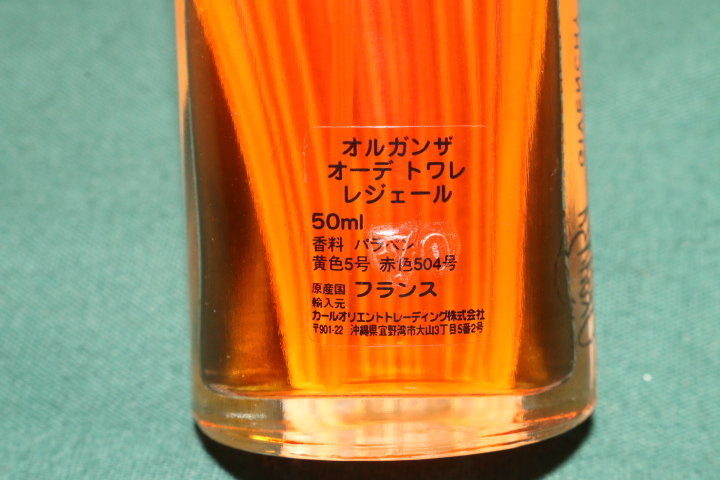 オルガンザ
オーデ トワレ
レジェール
50ml
香料 パラベン
黄色5号 赤色504号
原産国 フランス
輸入元
カールオリエントトレーディング株式会社
〒901-22 沖縄県宜野湾市大山3丁目5番2号